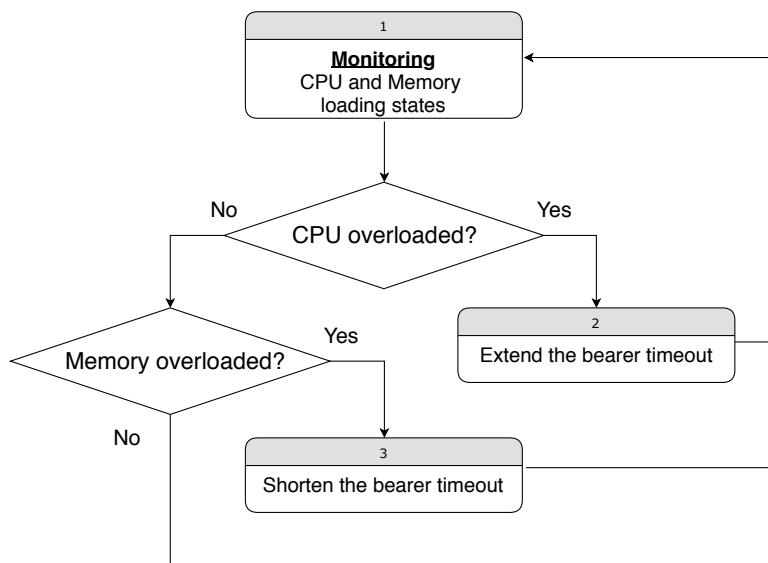 1
Monitoring
CPU and Memory
loading states
No
Yes
CPU overloaded?
2
Extend the bearer timeout
Yes
Memory overloaded?
No
3
Shorten the bearer timeout